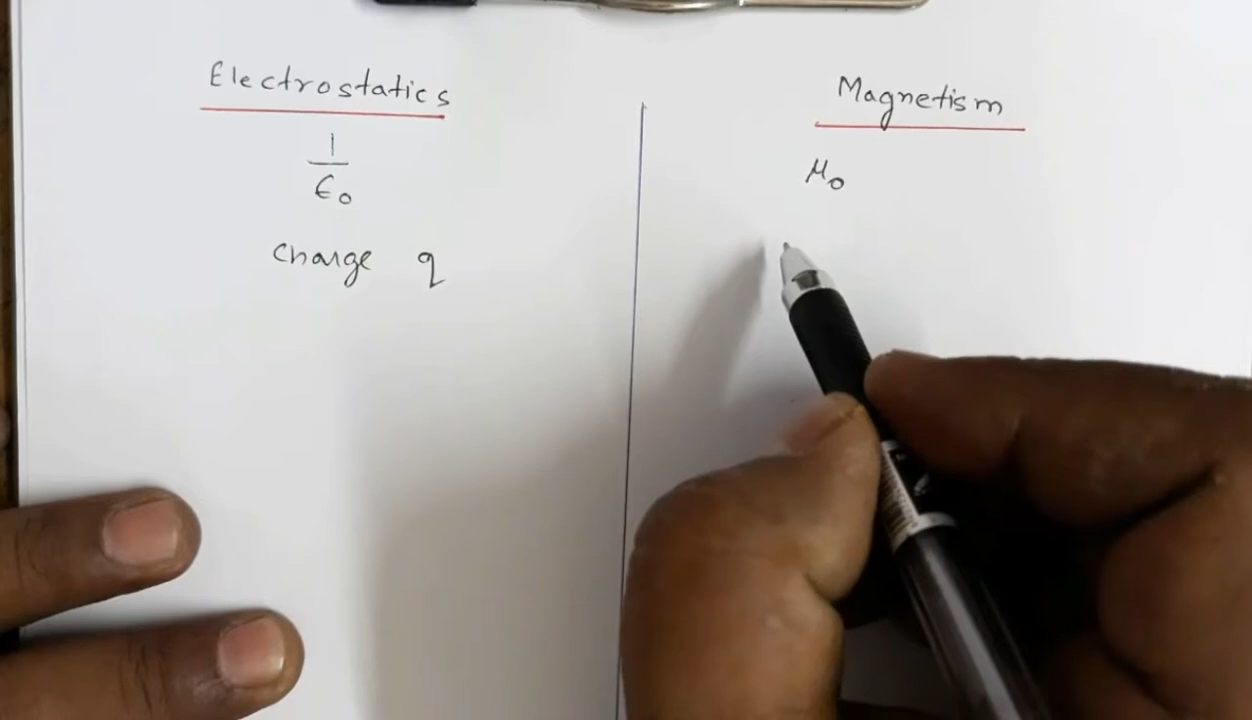 Electrostatics
1
ϵ₀
Charge q
Magnetism
μ₀